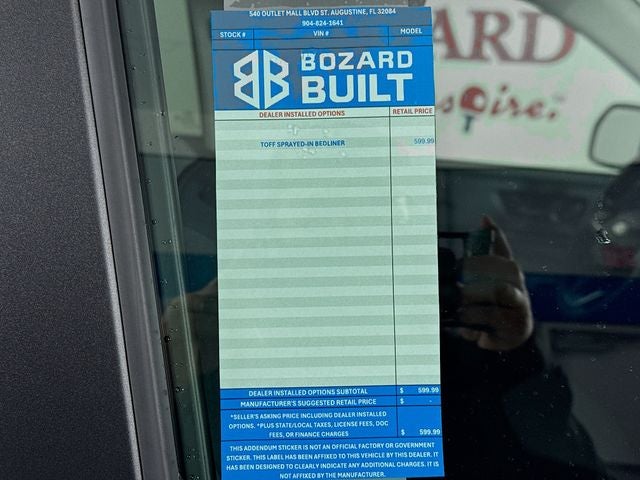 540 OUTLET MALL BLVD ST. AUGUSTINE, FL 32084
904-824-1641
STOCK # VIN # MODEL
BB BOZARD
BUILT
DEALER INSTALLED OPTIONS RETAIL PRICE
TOFF SPRAYED-IN BEDLINER 599.99
DEALER INSTALLED OPTIONS SUBTOTAL $ 599.99
MANUFACTURER'S SUGGESTED RETAIL PRICE $ -
*SELLER'S ASKING PRICE INCLUDING DEALER INSTALLED
OPTIONS. *PLUS STATE/LOCAL TAXES, LICENSE FEES, DOC
FEES, OR FINANCE CHARGES $ 599.99
THIS ADDENDUM STICKER IS NOT AN OFFICIAL FACTORY OR GOVERNMENT
STICKER. THIS LABEL HAS BEEN AFFIXED TO THIS VEHICLE BY THIS DEALER. IT
HAS BEEN DESIGNED TO CLEARLY INDICATE ANY ADDITIONAL CHARGES. IT IS
NOT AFFIXED BY THE MANUFACTURER.
ARD